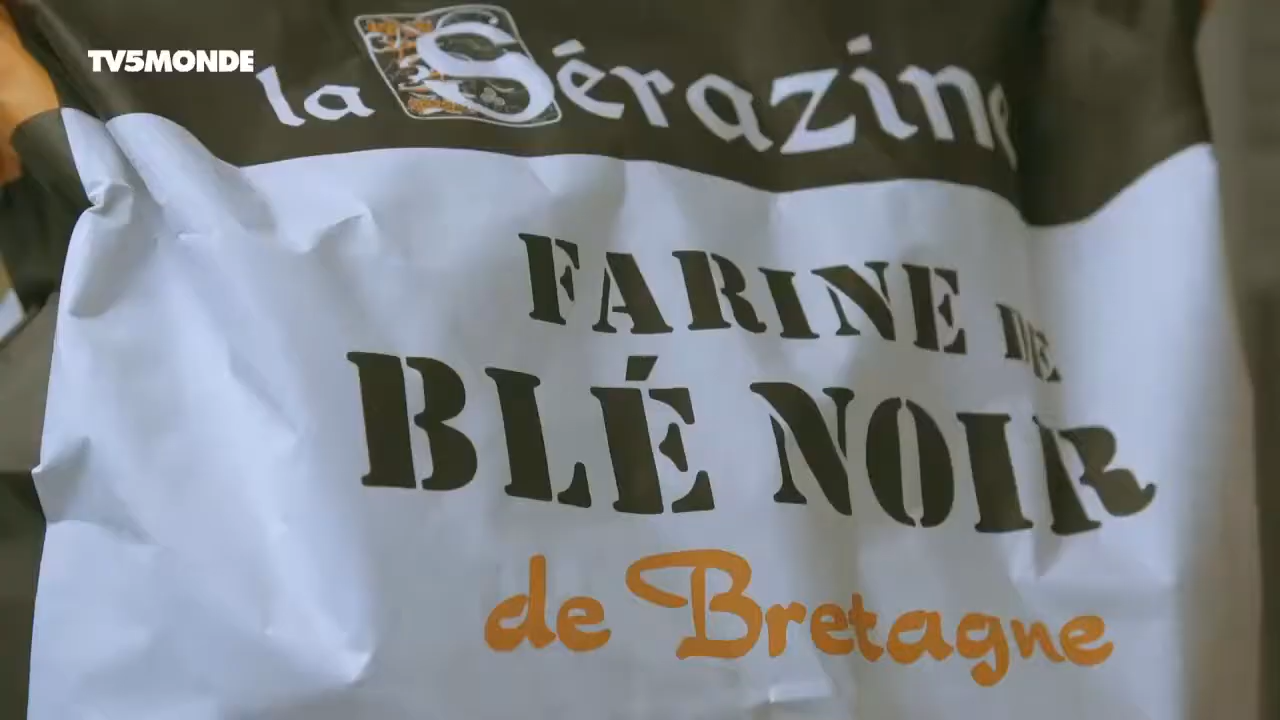 TV5MONDE
la Sérazine
FARINE DE
BLÉ NOIR
de Bretagne